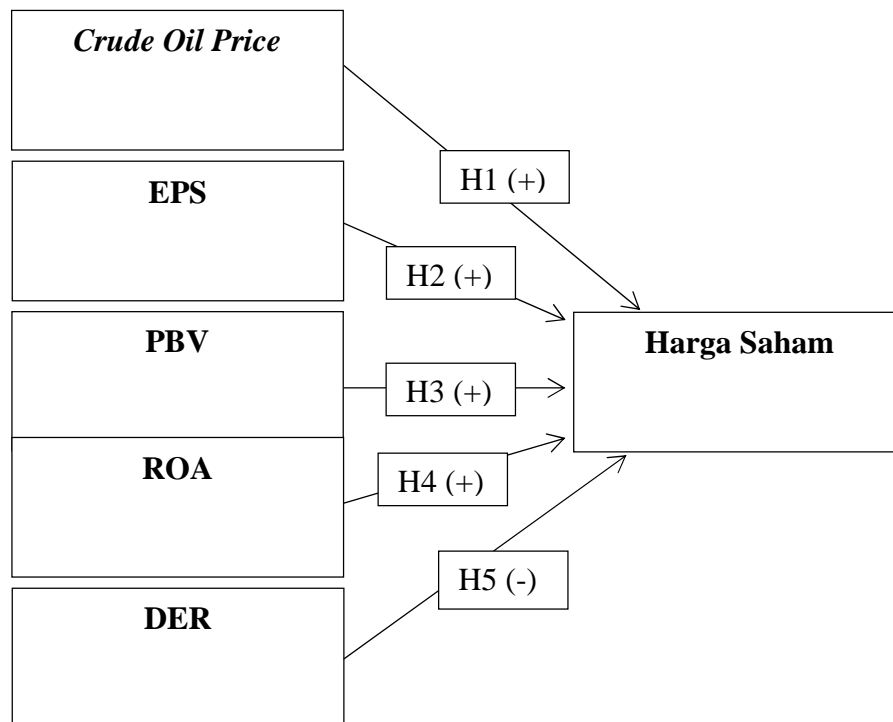 Crude Oil Price
H1 (+)
EPS
H2 (+)
PBV
Harga Saham
H3 (+)
ROA
H4 (+)
H5 (-)
DER